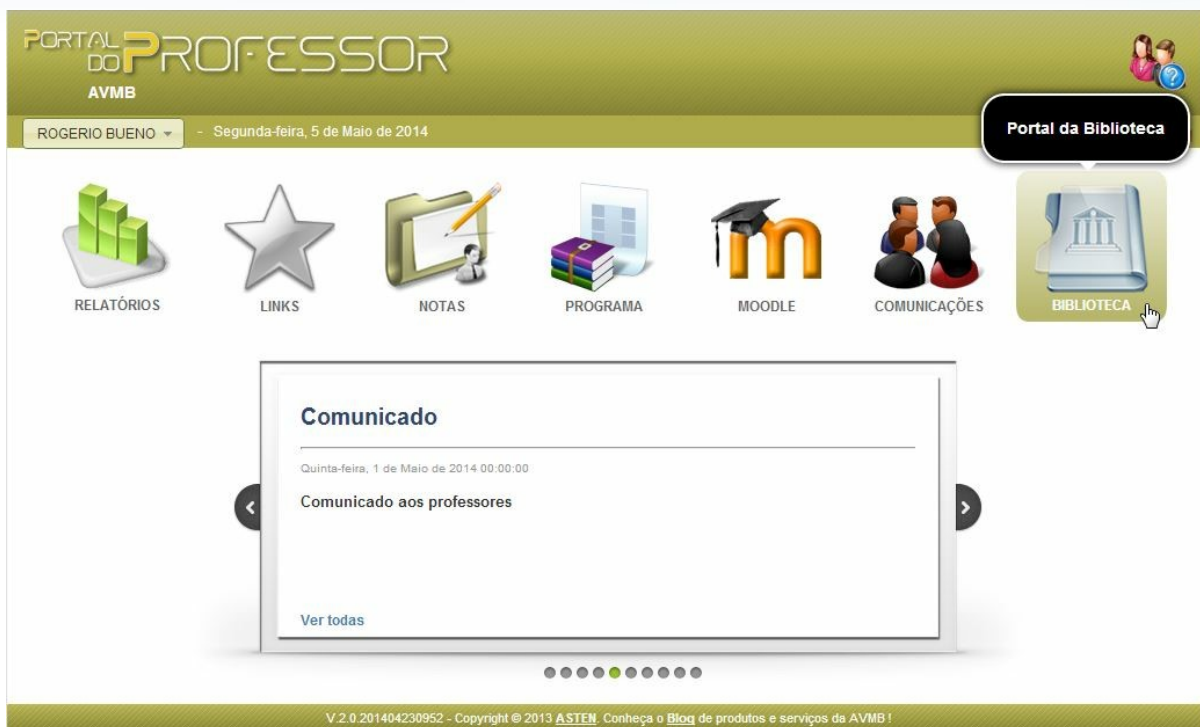 PORTAL DO PROFESSOR
AVMB
ROGERIO BUENO - Segunda-feira, 5 de Maio de 2014
Portal da Biblioteca
RELATÓRIOS LINKS NOTAS PROGRAMA MOODLE COMUNICAÇÕES BIBLIOTECA
Comunicado
Quinta-feira, 1 de Maio de 2014 00:00:00
Comunicado aos professores
Ver todas
V.2.0.201404230952 - Copyright © 2013 ASTEN. Conheça o Blog de produtos e serviços da AVMB !